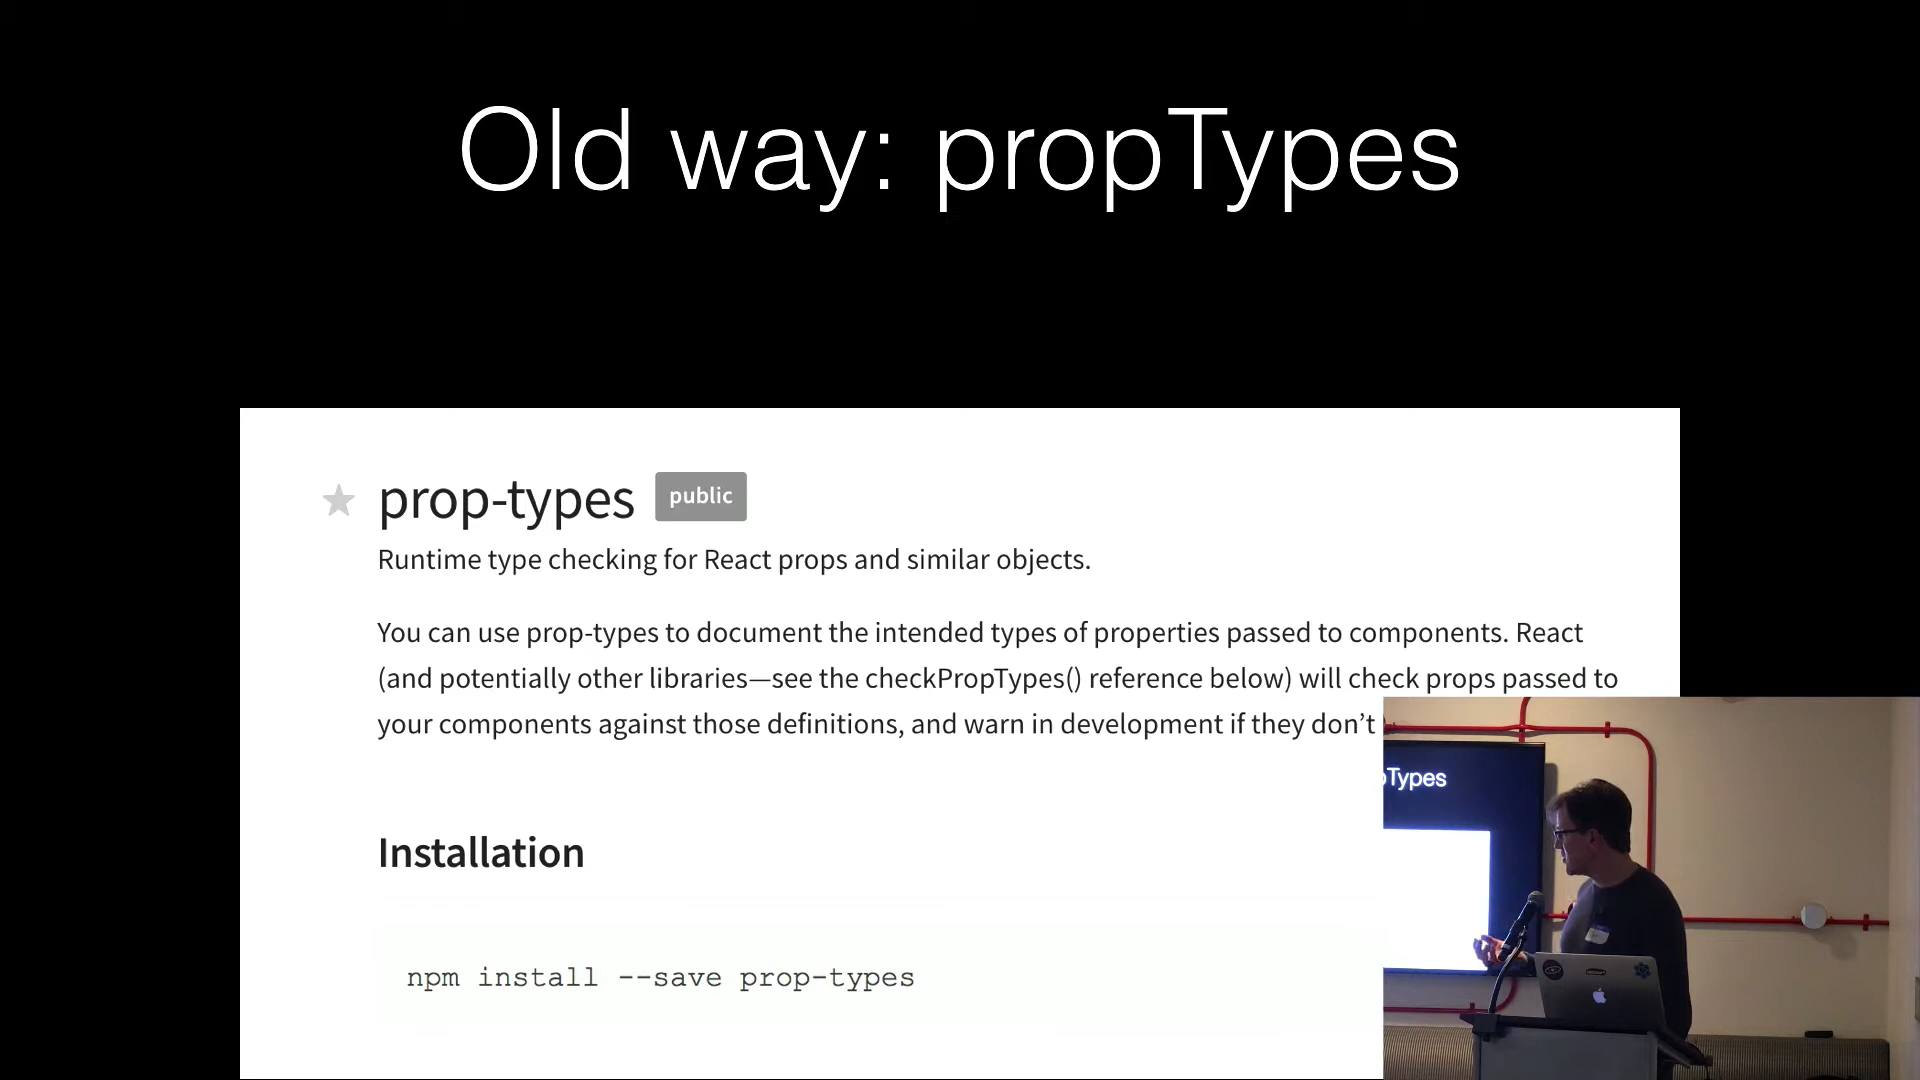 Old way: propTypes
prop-types public
Runtime type checking for React props and similar objects.
You can use prop-types to document the intended types of properties passed to components. React
(and potentially other libraries—see the checkPropTypes() reference below) will check props passed to
your components against those definitions, and warn in development if they don’t
pTypes
Installation
npm install --save prop-types